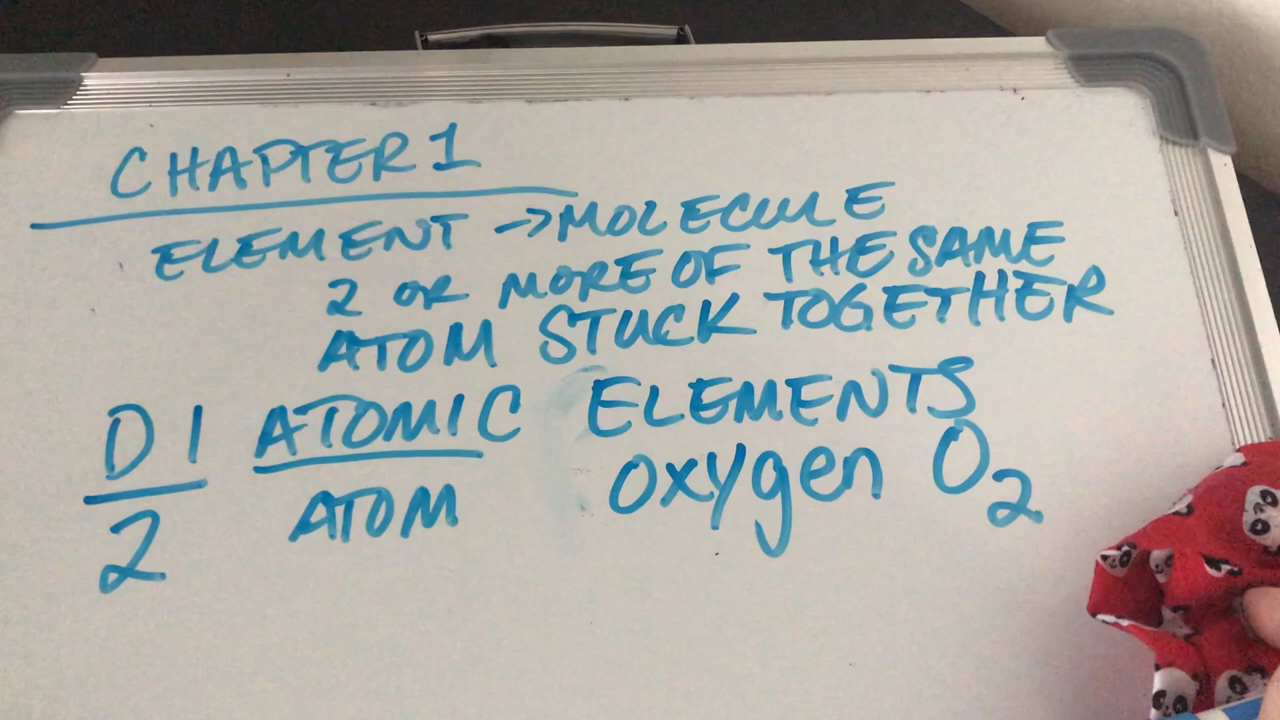 CHAPTER 1
ELEMENT → MOLECULE
2 OR MORE OF THE SAME
ATOM STUCK TOGETHER
DI ATOMIC ELEMENTS
2 ATOM oxygen O₂